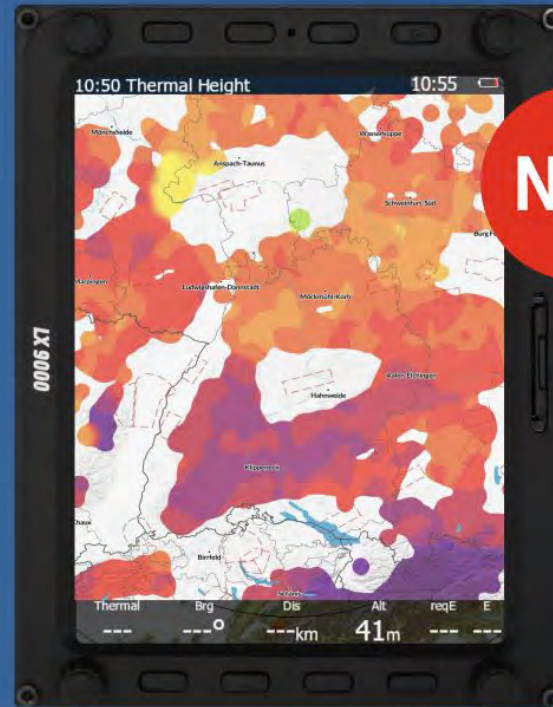 10:50 Thermal Height 10:55
N
Mönchsheide
Wasserkuppe
Anspach-Taunus
Schweinfurt-Süd
Burg F
Marpingen
Ludwigshafen-Dannstadt
Möckmühl-Korb
Aalen-Elchingen
Hahnweide
LX 9000
Klippeneck
Birrfeld
Thermal Brg Dis Alt reqE E
--- ---° ---km 41m --- ---